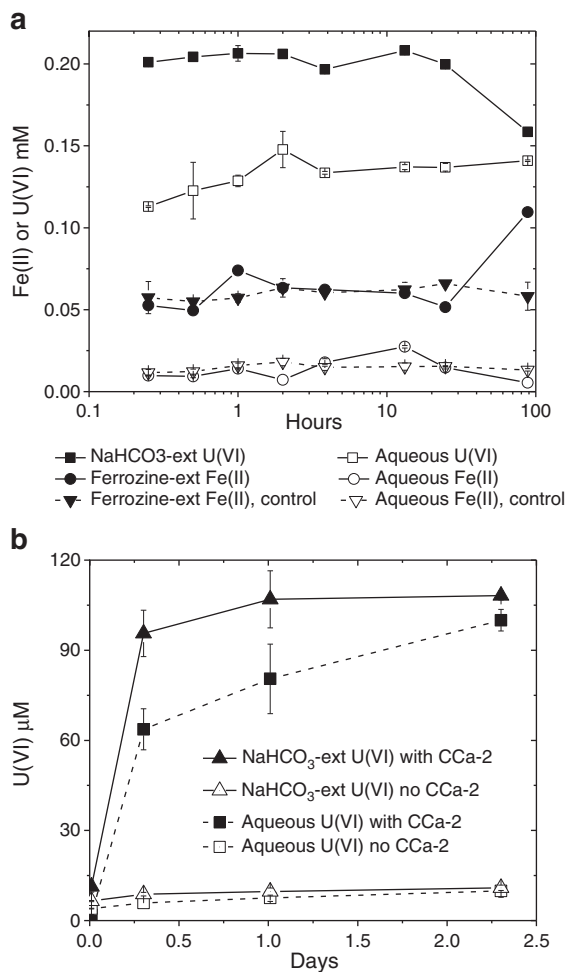 a
Fe(II) or U(VI) mM
0.20
0.15
0.10
0.05
0.00
0.1 1 10 100
Hours
NaHCO3-ext U(VI) Aqueous U(VI)
Ferrozine-ext Fe(II) Aqueous Fe(II)
Ferrozine-ext Fe(II), control Aqueous Fe(II), control
b
U(VI) μM
120
90
60
30
0
NaHCO₃-ext U(VI) with CCa-2
NaHCO₃-ext U(VI) no CCa-2
Aqueous U(VI) with CCa-2
Aqueous U(VI) no CCa-2
0.0 0.5 1.0 1.5 2.0 2.5
Days